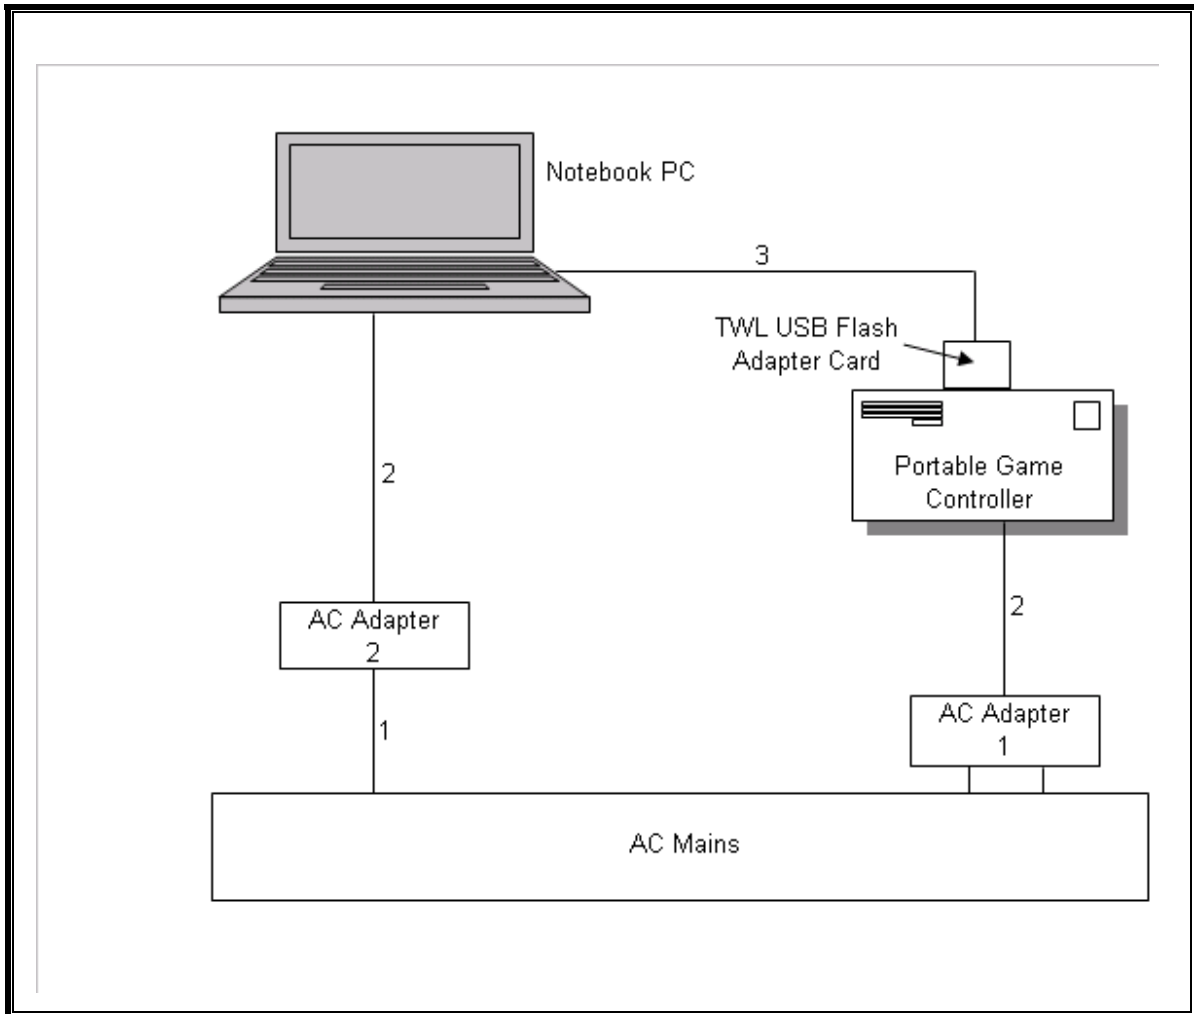 Notebook PC
3
TWL USB Flash
Adapter Card
Portable Game
Controller
2
2
AC Adapter
2
AC Adapter
1
1
AC Mains